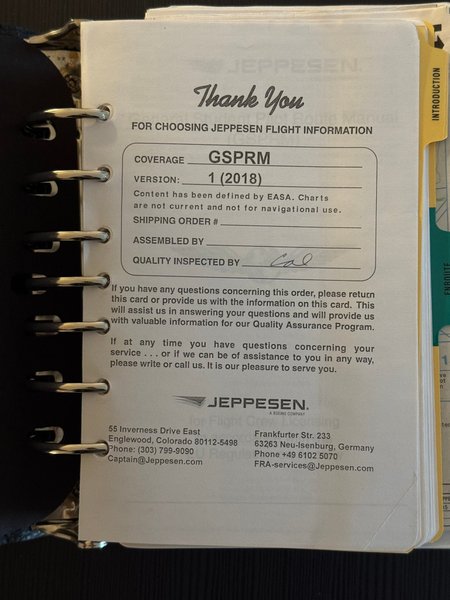 Thank You
FOR CHOOSING JEPPESEN FLIGHT INFORMATION
COVERAGE GSPRM
VERSION: 1 (2018)
Content has been defined by EASA. Charts
are not current and not for navigational use.
SHIPPING ORDER #
ASSEMBLED BY
QUALITY INSPECTED BY
If you have any questions concerning this order, please return
this card or provide us with the information on this card. This
will assist us in answering your questions and will provide us
with valuable information for our Quality Assurance Program.
If at any time you have questions concerning your
service . . . or if we can be of assistance to you in any way,
please write or call us. It is our pleasure to serve you.
JEPPESEN.
A BOEING COMPANY
55 Inverness Drive East
Englewood, Colorado 80112-5498
Phone: (303) 799-9090
Captain@Jeppesen.com
Frankfurter Str. 233
63263 Neu-Isenburg, Germany
Phone +49 6102 5070
FRA-services@Jeppesen.com
INTRODUCTION
ENROUTE